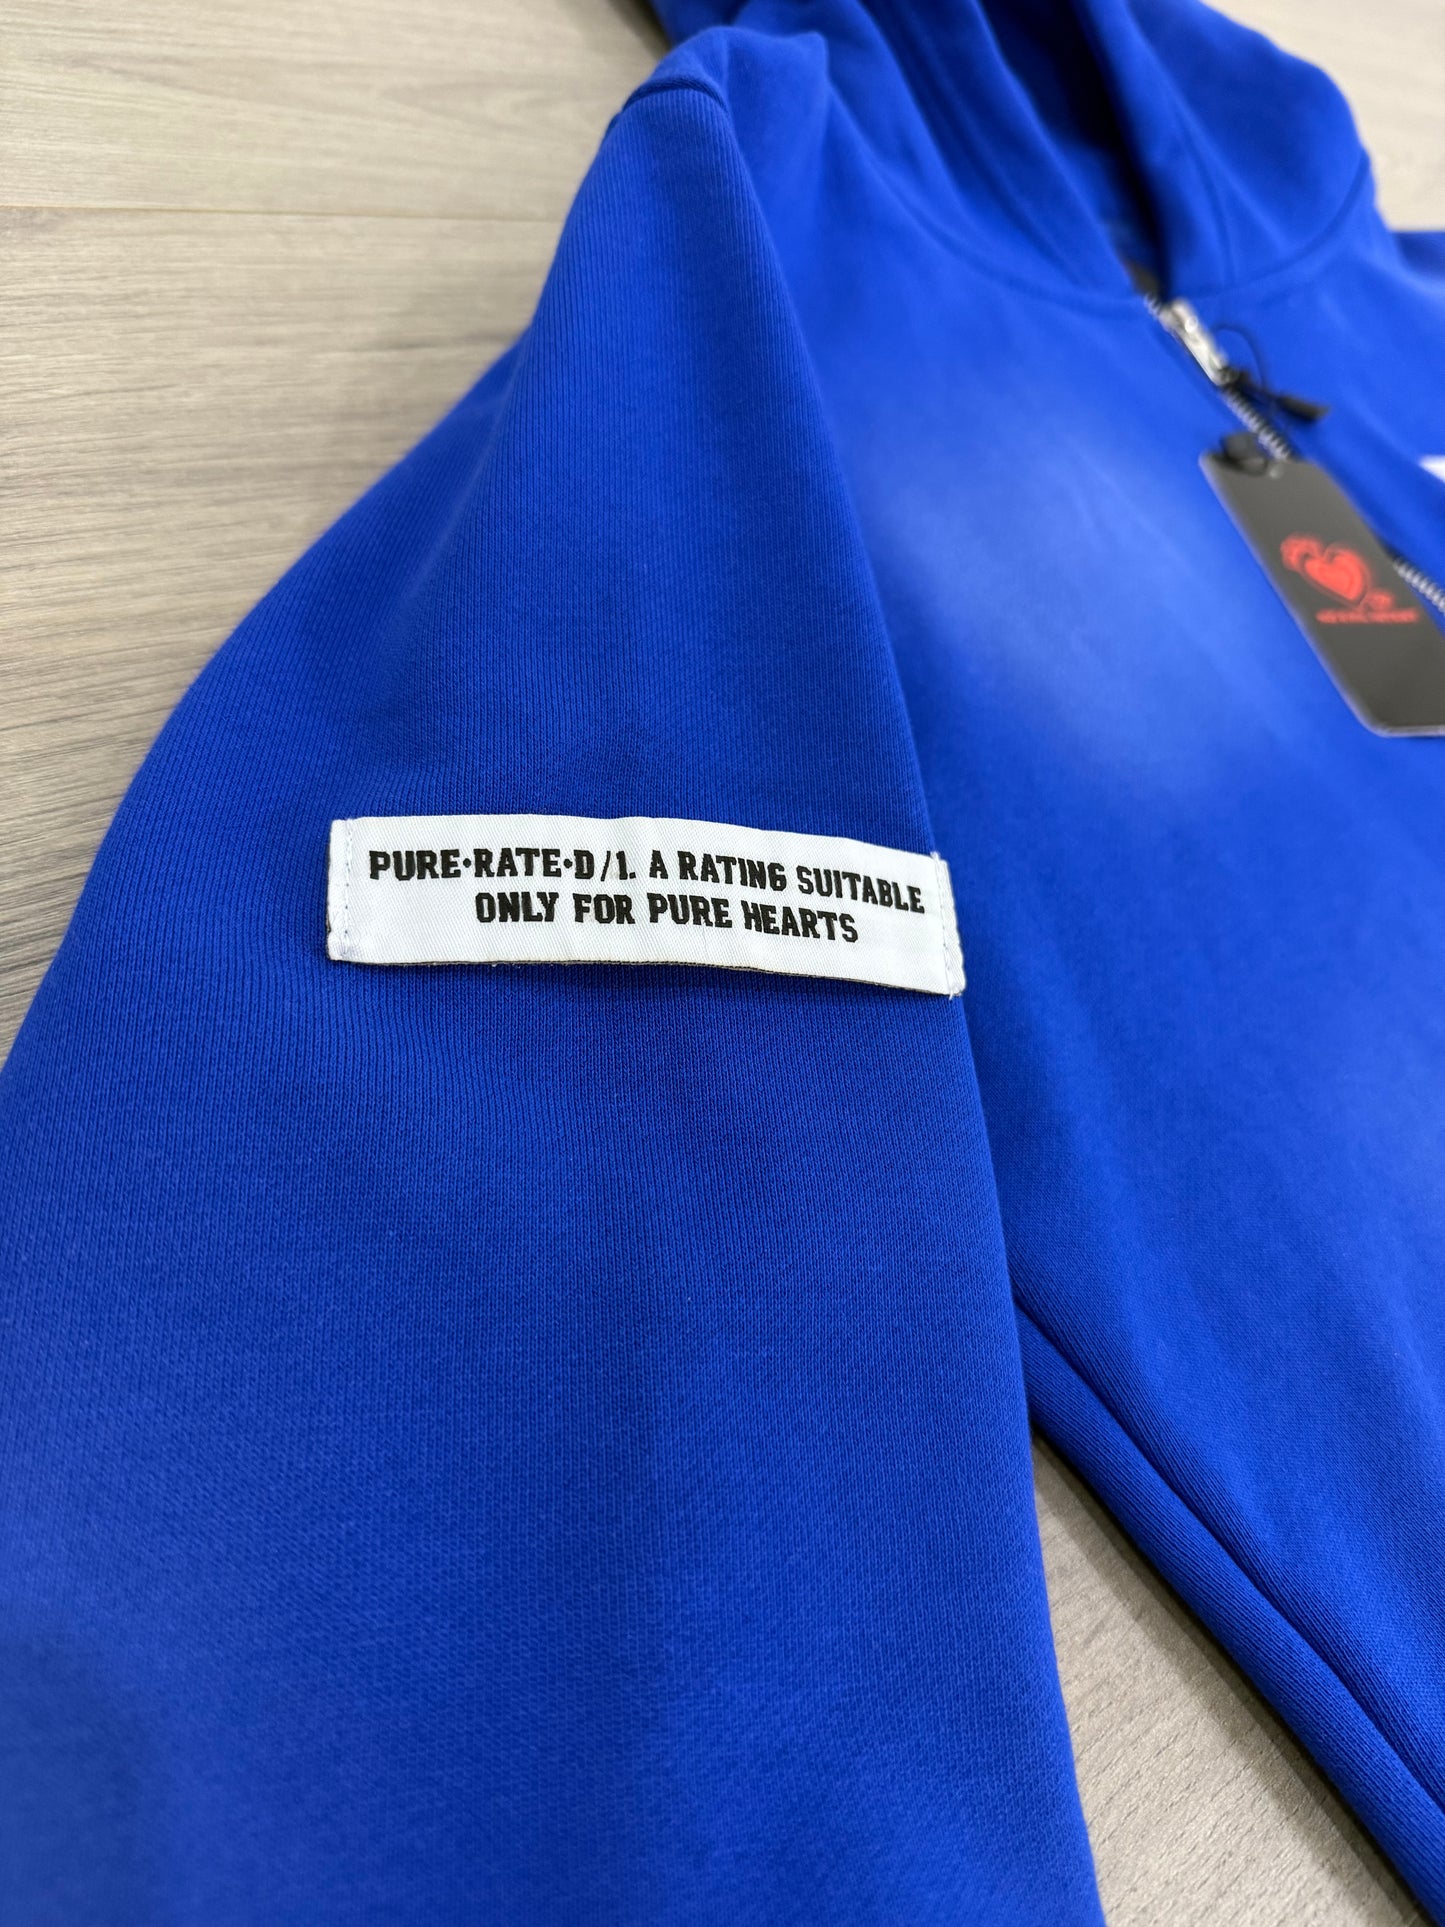 PURE•RATE•D/1. A RATING SUITABLE
ONLY FOR PURE HEARTS